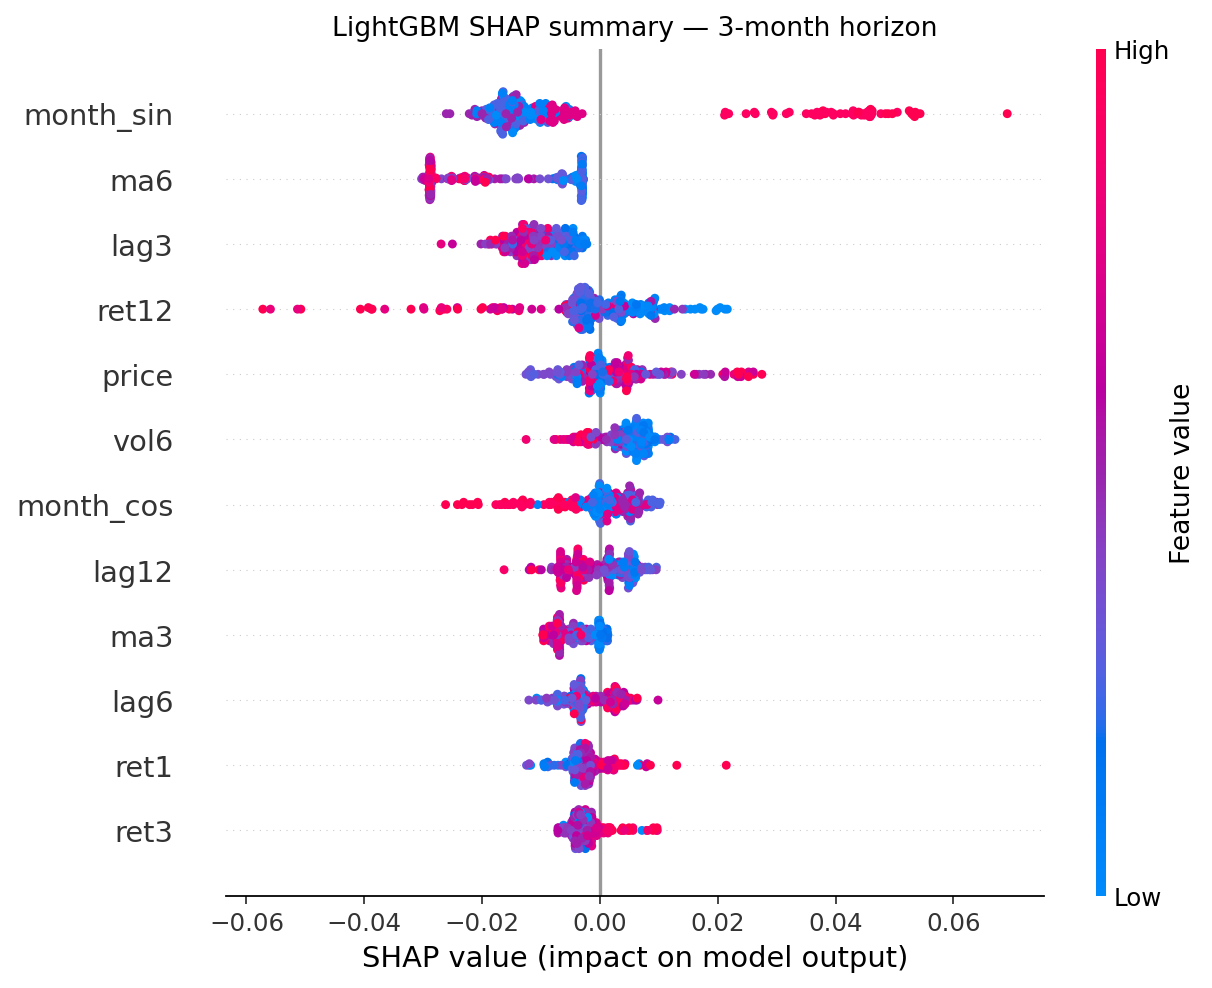 LightGBM SHAP summary — 3-month horizon
High
month_sin
ma6
lag3
ret12
price
vol6
month_cos
lag12
ma3
lag6
ret1
ret3
Feature value
Low
−0.06 −0.04 −0.02 0.00 0.02 0.04 0.06
SHAP value (impact on model output)